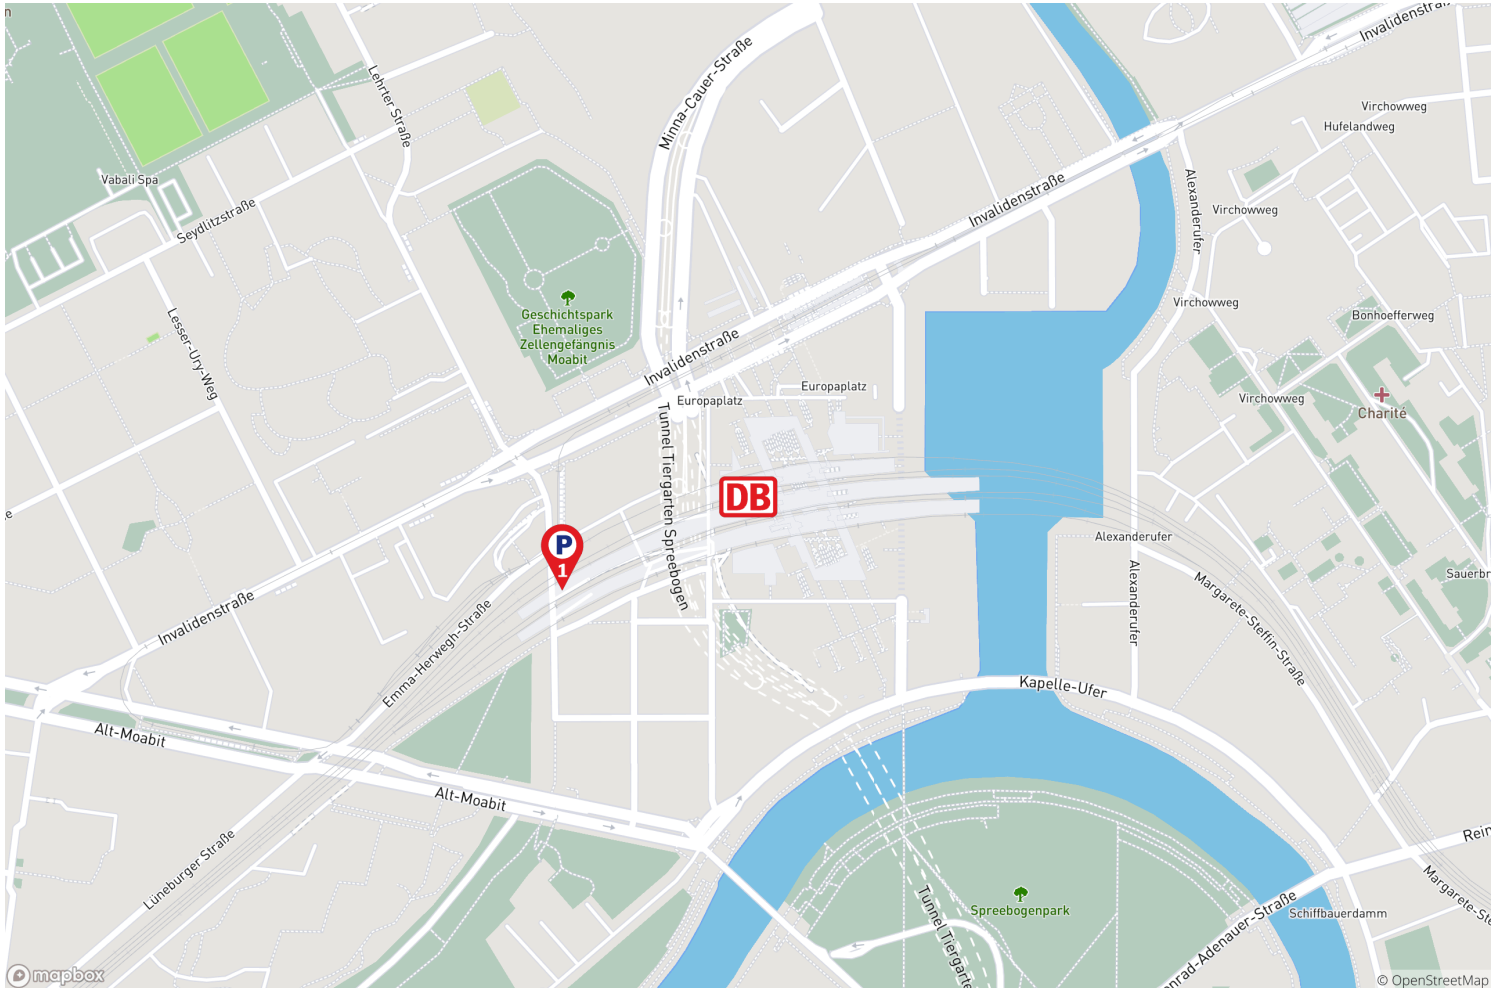 Minna-Cauer-Straße
Invalidenstraße
Lehrter Straße
Virchowweg
Hufelandweg
Vabali Spa
Seydlitzstraße
Invalidenstraße
Alexanderufer
Virchowweg
Virchowweg
Geschichtspark
Ehemaliges
Zellengefängnis
Moabit
Lesser-Ury-Weg
Bonhoefferweg
Invalidenstraße
Europaplatz
Europaplatz
Virchowweg
Charité
Tunnel Tiergarten Spreebogen
DB
P
1
Alexanderufer
Alexanderufer
Margarete-Steffin-Straße
Sauerbr
Invalidenstraße
Emma-Herwegh-Straße
Kapelle-Ufer
Alt-Moabit
Alt-Moabit
Lüneburger Straße
Rein
Margarete-Ste
Spreebogenpark
Tunnel Tiergarte
Schiffbauerdamm
onrad-Adenauer-Straße
mapbox
© OpenStreetMap